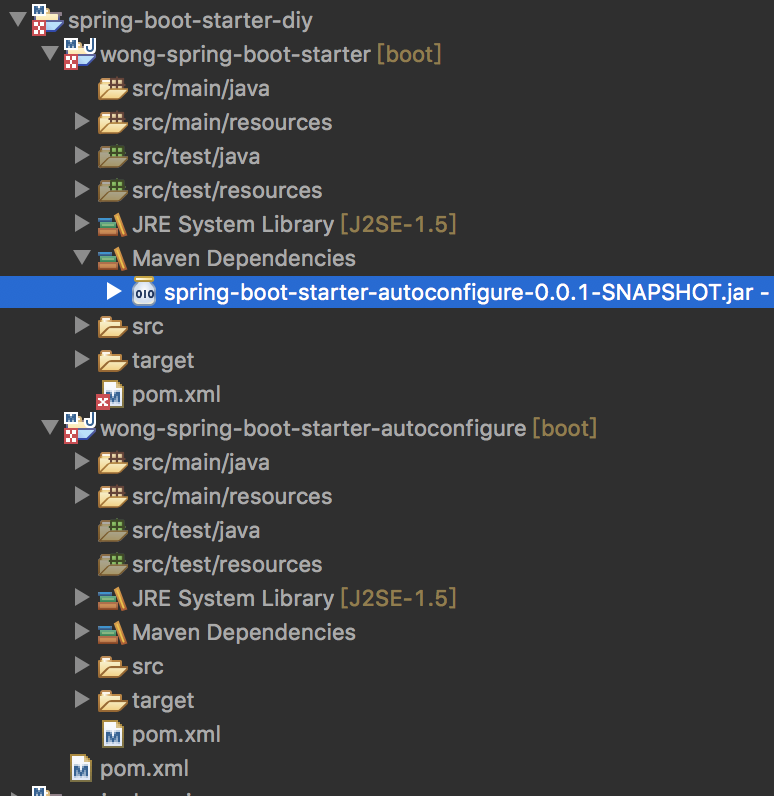 spring-boot-starter-diy
wong-spring-boot-starter [boot]
src/main/java
src/main/resources
src/test/java
src/test/resources
JRE System Library [J2SE-1.5]
Maven Dependencies
spring-boot-starter-autoconfigure-0.0.1-SNAPSHOT.jar -
src
target
pom.xml
wong-spring-boot-starter-autoconfigure [boot]
src/main/java
src/main/resources
src/test/java
src/test/resources
JRE System Library [J2SE-1.5]
Maven Dependencies
src
target
pom.xml
pom.xml